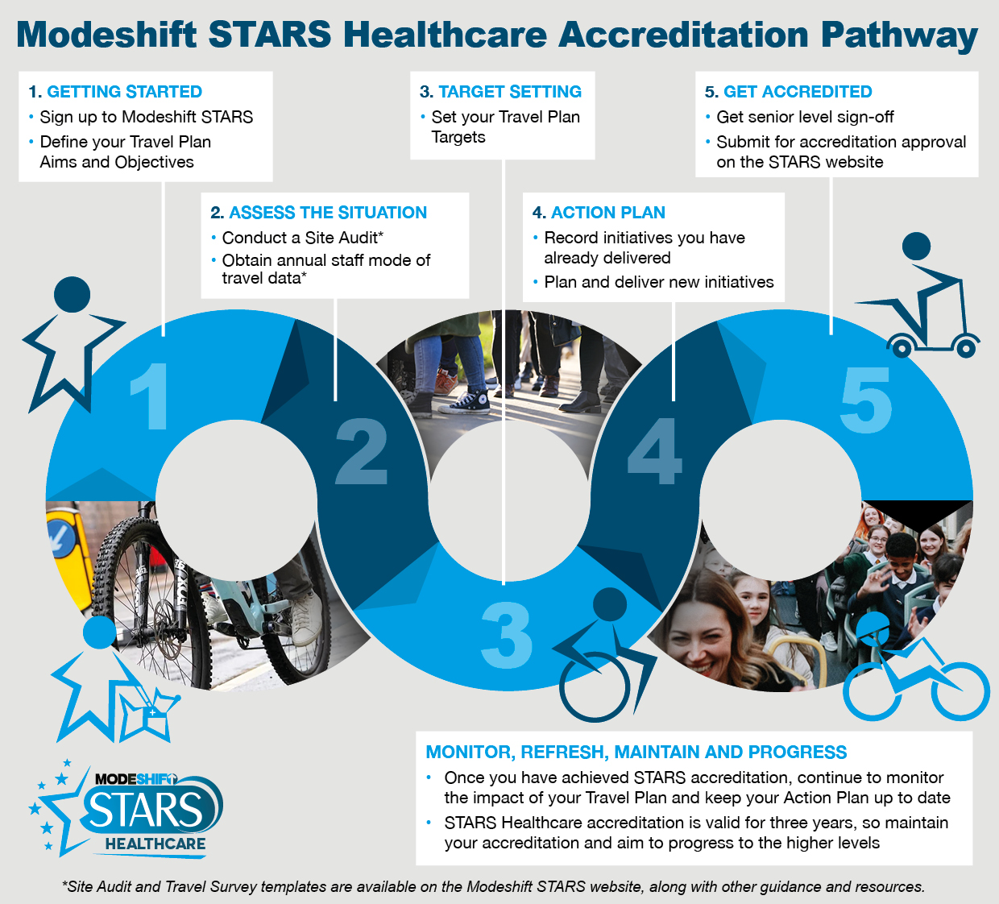 Modeshift STARS Healthcare Accreditation Pathway
1. GETTING STARTED
• Sign up to Modeshift STARS
• Define your Travel Plan
Aims and Objectives
2. ASSESS THE SITUATION
• Conduct a Site Audit*
• Obtain annual staff mode of
travel data*
3. TARGET SETTING
• Set your Travel Plan
Targets
4. ACTION PLAN
• Record initiatives you have
already delivered
• Plan and deliver new initiatives
5. GET ACCREDITED
• Get senior level sign-off
• Submit for accreditation approval
on the STARS website
1
2
3
4
5
FOX
MONITOR, REFRESH, MAINTAIN AND PROGRESS
• Once you have achieved STARS accreditation, continue to monitor
the impact of your Travel Plan and keep your Action Plan up to date
• STARS Healthcare accreditation is valid for three years, so maintain
your accreditation and aim to progress to the higher levels
MODESHIFT
STARS
HEALTHCARE
*Site Audit and Travel Survey templates are available on the Modeshift STARS website, along with other guidance and resources.